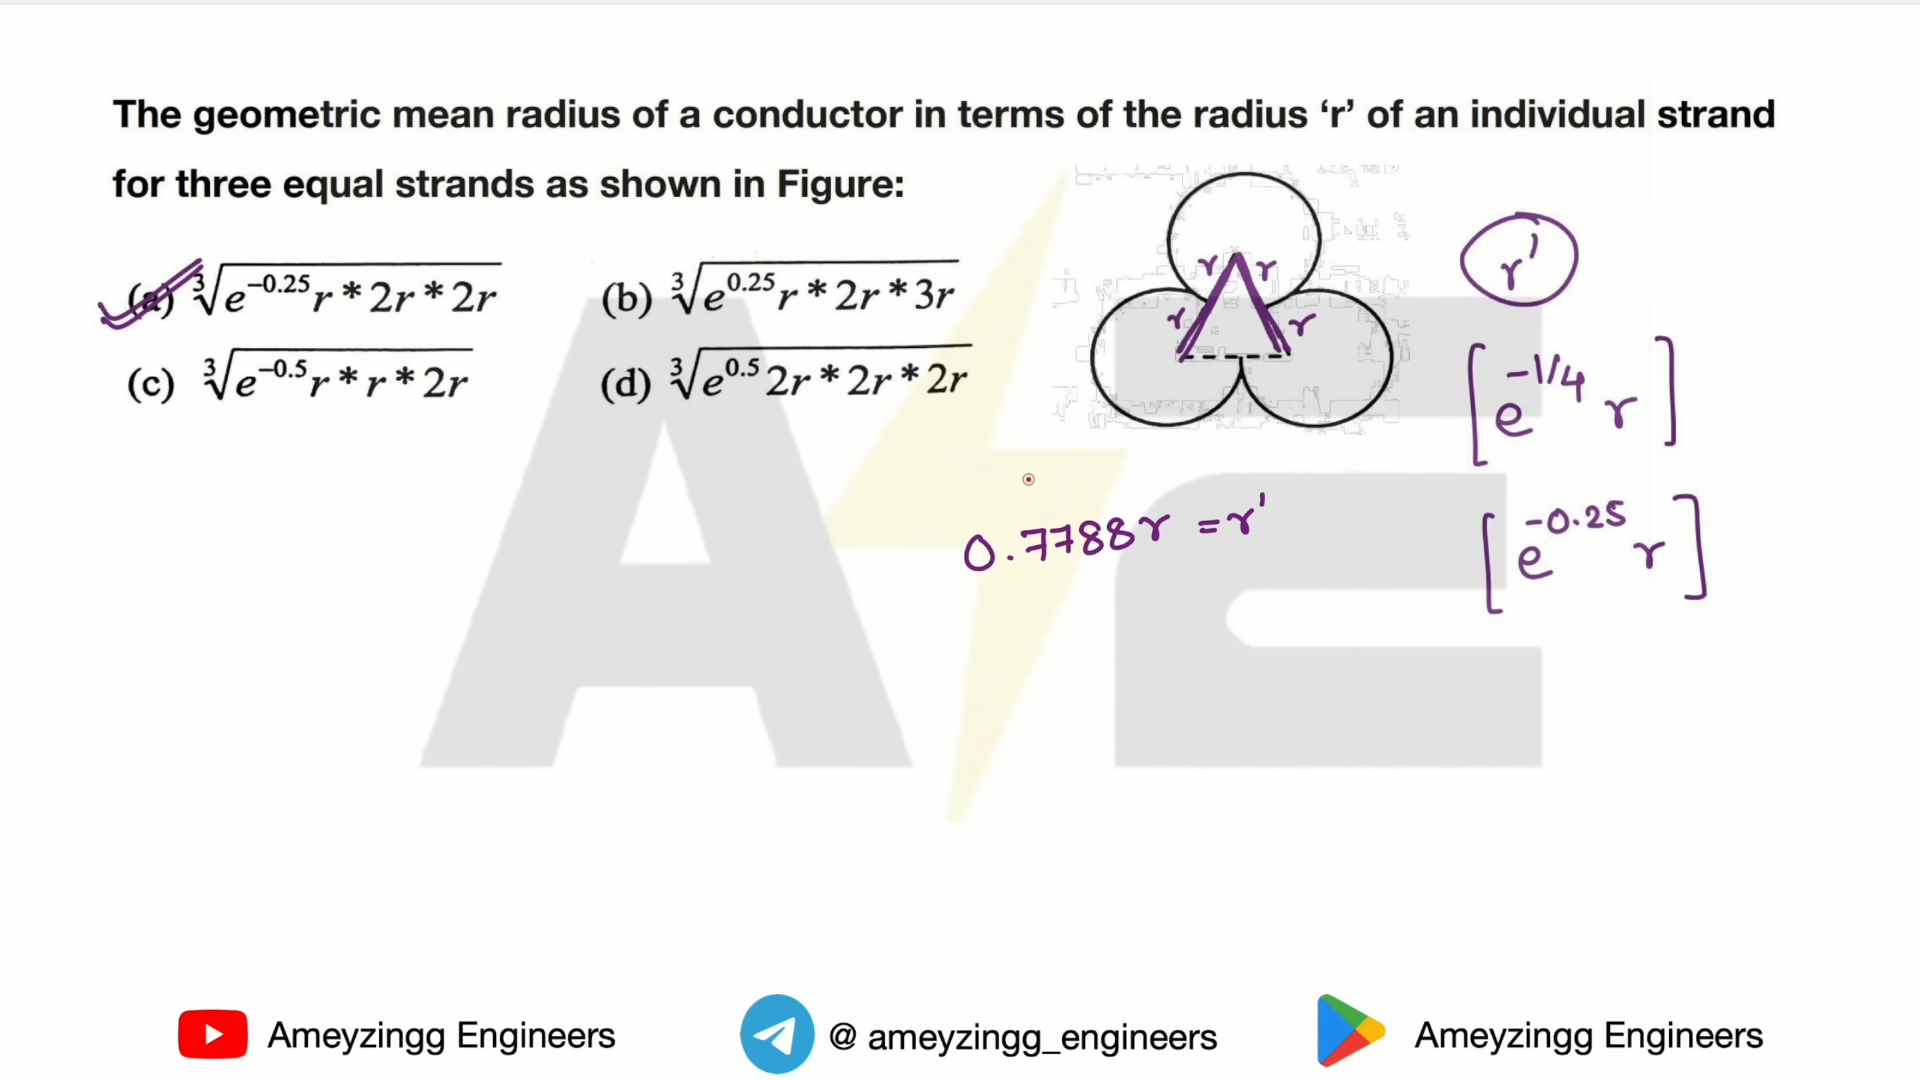 The geometric mean radius of a conductor in terms of the radius ‘r’ of an individual strand
for three equal strands as shown in Figure:
(a) ∛(e^−0.25 r * 2r * 2r) (b) ∛(e^0.25 r * 2r * 3r)
(c) ∛(e^−0.5 r * r * 2r) (d) ∛(e^0.5 2r * 2r * 2r)
r r
r r
r'
[e^-1/4 r]
0.7788r = r'
[e^-0.25 r]
AE
Ameyzingg Engineers
@ ameyzingg_engineers
Ameyzingg Engineers